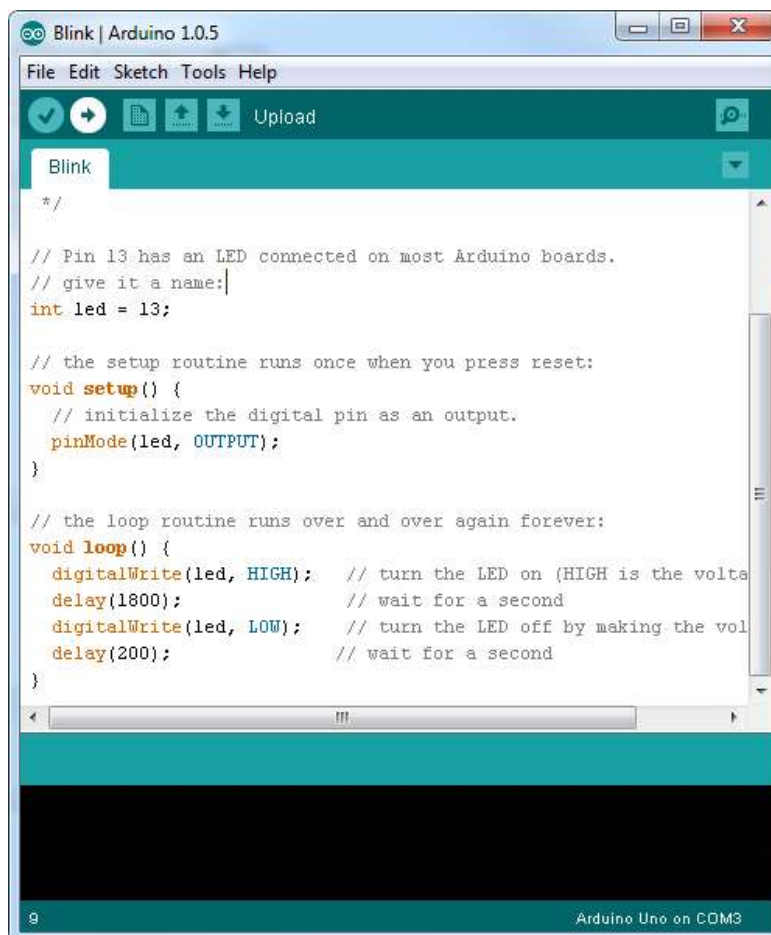 Blink | Arduino 1.0.5
File Edit Sketch Tools Help
Upload
Blink
*/
// Pin 13 has an LED connected on most Arduino boards.
// give it a name:
int led = 13;
// the setup routine runs once when you press reset:
void setup() {
  // initialize the digital pin as an output.
  pinMode(led, OUTPUT);
}
// the loop routine runs over and over again forever:
void loop() {
  digitalWrite(led, HIGH);   // turn the LED on (HIGH is the volta
  delay(1800);               // wait for a second
  digitalWrite(led, LOW);    // turn the LED off by making the vol
  delay(200);               // wait for a second
}
9 Arduino Uno on COM3